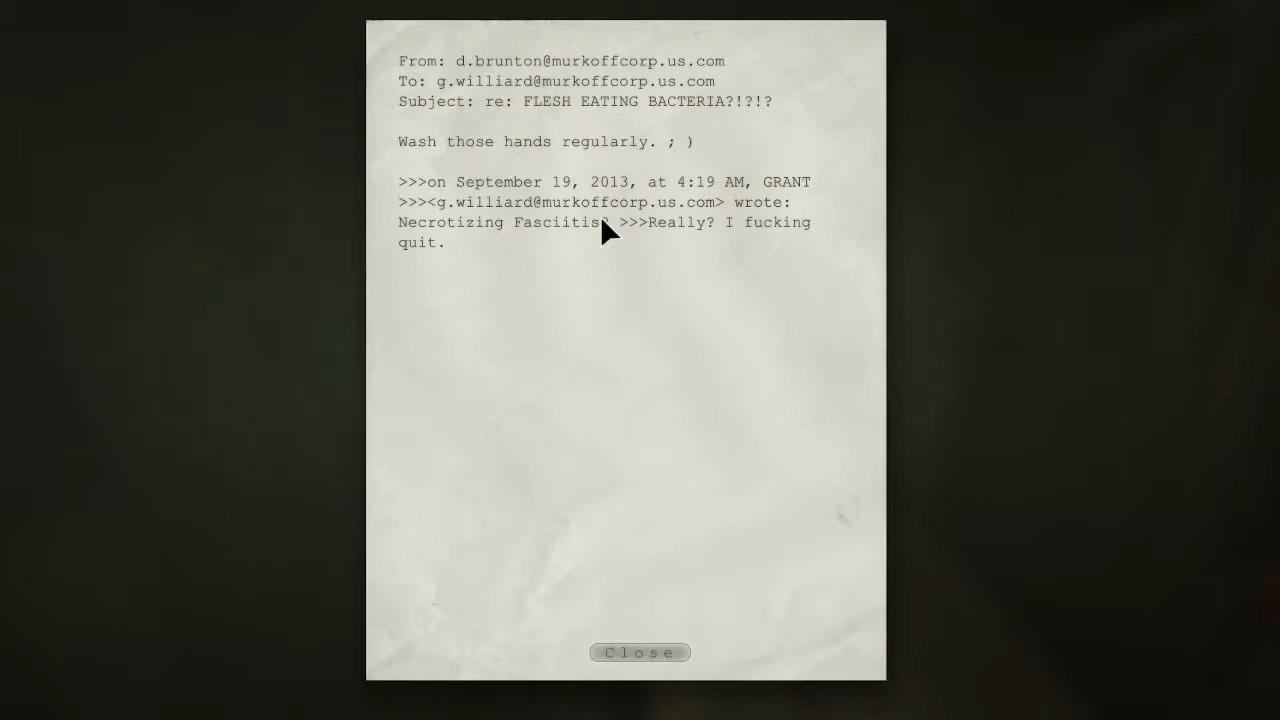 From: d.brunton@murkoffcorp.us.com
To: g.williard@murkoffcorp.us.com
Subject: re: FLESH EATING BACTERIA?!?!?
Wash those hands regularly. ; )
>>>on September 19, 2013, at 4:19 AM, GRANT
>>><g.williard@murkoffcorp.us.com> wrote:
Necrotizing Fasciitis? >>>Really? I fucking
quit.
Close